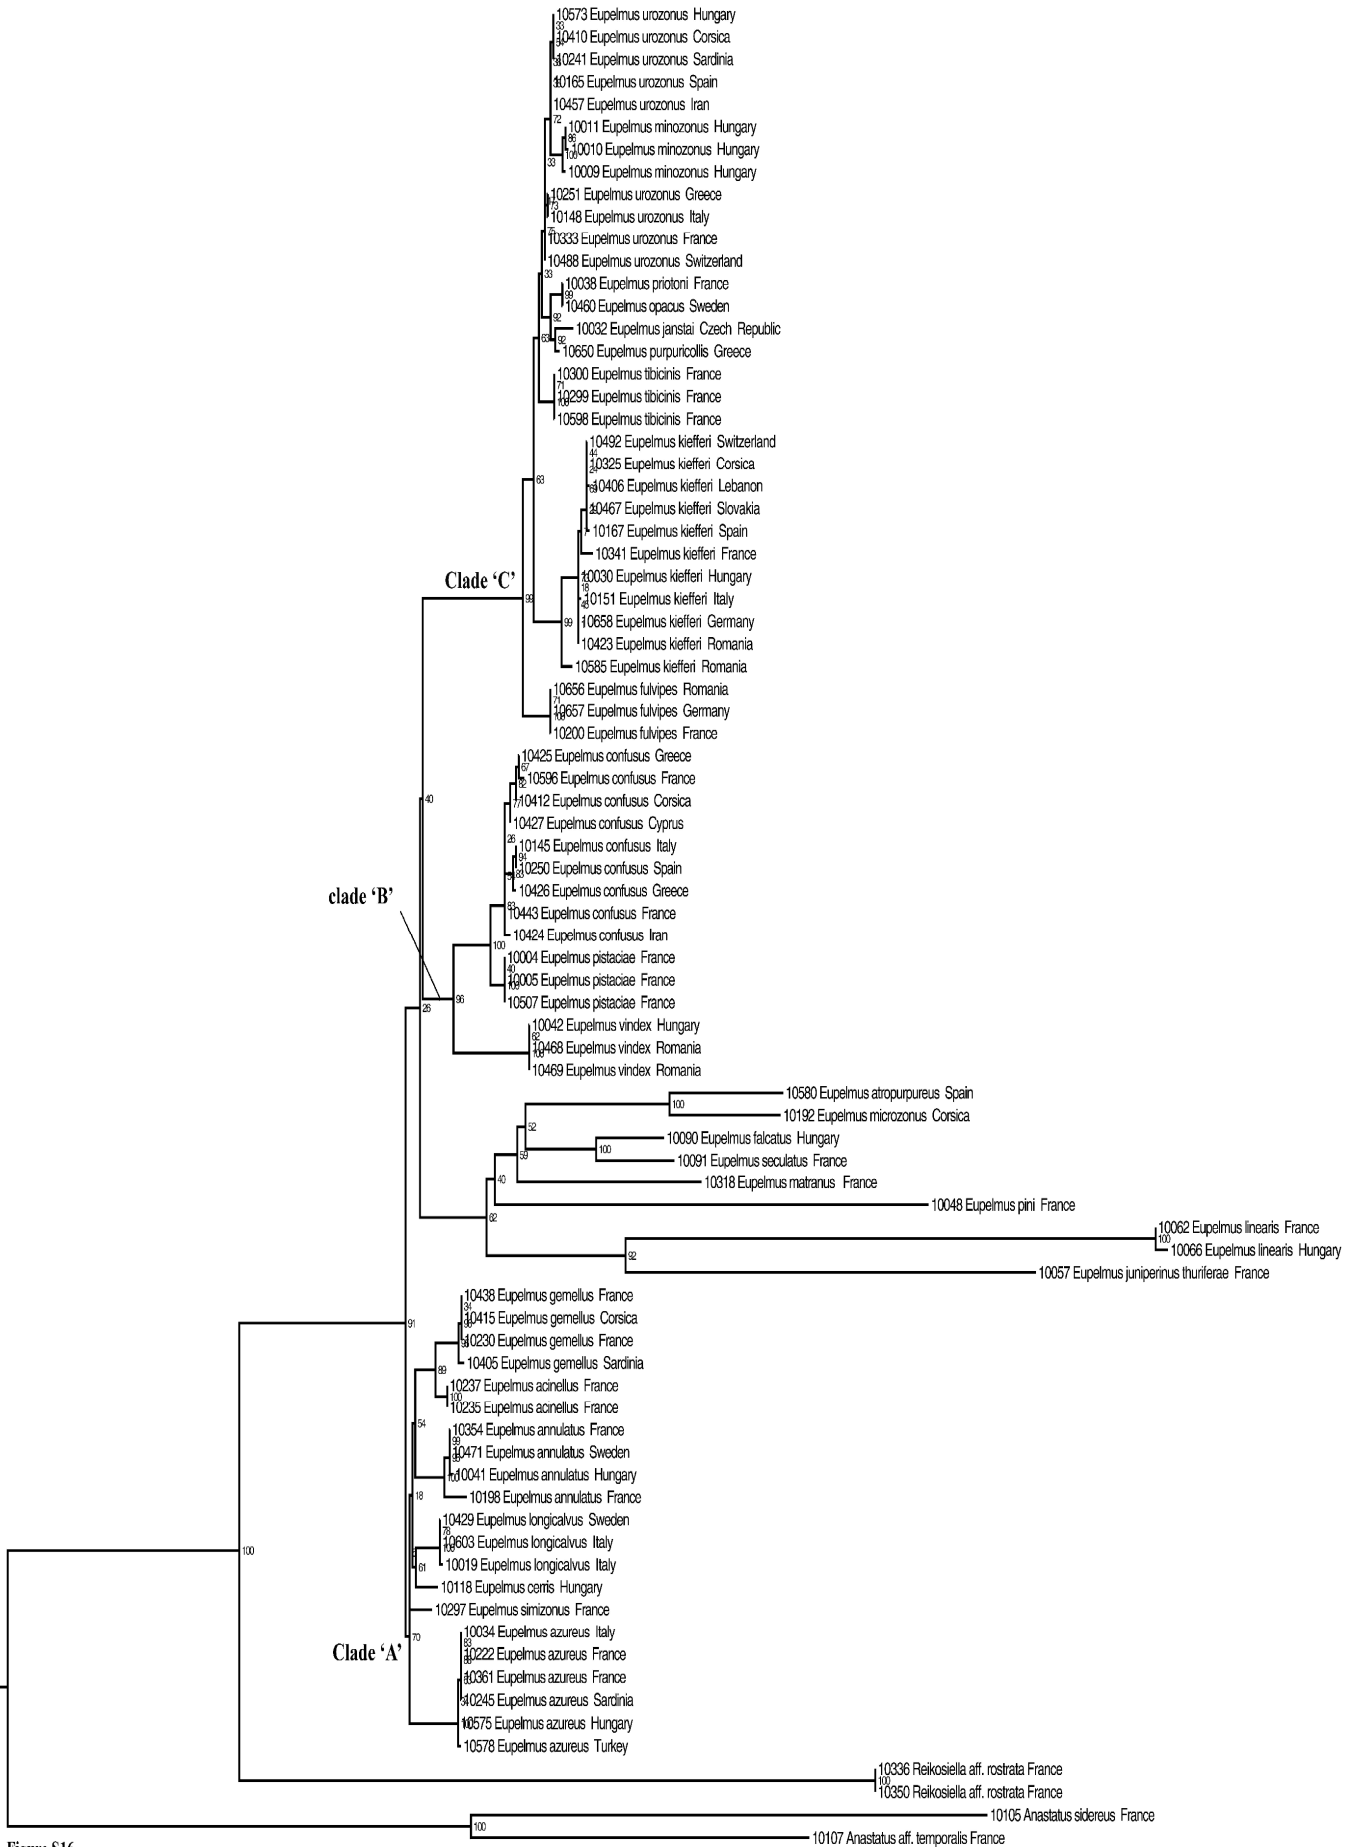 10573 Eupelmus urozonus Hungary
33
10410 Eupelmus urozonus Corsica
10241 Eupelmus urozonus Sardinia
10165 Eupelmus urozonus Spain
10457 Eupelmus urozonus Iran
72
10011 Eupelmus minozonus Hungary
86
10010 Eupelmus minozonus Hungary
100
33
10009 Eupelmus minozonus Hungary
10251 Eupelmus urozonus Greece
73
10148 Eupelmus urozonus Italy
75
10333 Eupelmus urozonus France
10488 Eupelmus urozonus Switzerland
33
10038 Eupelmus priotoni France
99
10460 Eupelmus opacus Sweden
92
10032 Eupelmus janstai Czech Republic
63
92
10650 Eupelmus purpuricollis Greece
10300 Eupelmus tibicinis France
71
10299 Eupelmus tibicinis France
100
10598 Eupelmus tibicinis France
10492 Eupelmus kiefferi Switzerland
44
10325 Eupelmus kiefferi Corsica
24
63
10406 Eupelmus kiefferi Lebanon
10467 Eupelmus kiefferi Slovakia
10167 Eupelmus kiefferi Spain
10341 Eupelmus kiefferi France
Clade ‘C’
10030 Eupelmus kiefferi Hungary
18
99
10151 Eupelmus kiefferi Italy
99
10658 Eupelmus kiefferi Germany
10423 Eupelmus kiefferi Romania
10585 Eupelmus kiefferi Romania
10656 Eupelmus fulvipes Romania
71
10657 Eupelmus fulvipes Germany
100
10200 Eupelmus fulvipes France
10425 Eupelmus confusus Greece
67
10596 Eupelmus confusus France
82
40
77
10412 Eupelmus confusus Corsica
10427 Eupelmus confusus Cyprus
26
10145 Eupelmus confusus Italy
94
10250 Eupelmus confusus Spain
10426 Eupelmus confusus Greece
clade ‘B’
83
10443 Eupelmus confusus France
10424 Eupelmus confusus Iran
100
10004 Eupelmus pistaciae France
40
10005 Eupelmus pistaciae France
100
96
10507 Eupelmus pistaciae France
26
10042 Eupelmus vindex Hungary
62
10468 Eupelmus vindex Romania
100
10469 Eupelmus vindex Romania
10580 Eupelmus atropurpureus Spain
100
10192 Eupelmus microzonus Corsica
52
10090 Eupelmus falcatus Hungary
100
59
10091 Eupelmus seculatus France
40
10318 Eupelmus matranus France
10048 Eupelmus pini France
62
10062 Eupelmus linearis France
100
10066 Eupelmus linearis Hungary
92
10057 Eupelmus juniperinus thuriferae France
10438 Eupelmus gemellus France
34
10415 Eupelmus gemellus Corsica
91
10230 Eupelmus gemellus France
10405 Eupelmus gemellus Sardinia
89
10237 Eupelmus acinellus France
100
10235 Eupelmus acinellus France
54
10354 Eupelmus annulatus France
99
10471 Eupelmus annulatus Sweden
100
10041 Eupelmus annulatus Hungary
18
10198 Eupelmus annulatus France
10429 Eupelmus longicalvus Sweden
78
10603 Eupelmus longicalvus Italy
100
100
61
10019 Eupelmus longicalvus Italy
10118 Eupelmus cerris Hungary
10297 Eupelmus simizonus France
10034 Eupelmus azureus Italy
70
83
Clade ‘A’
10222 Eupelmus azureus France
10361 Eupelmus azureus France
10245 Eupelmus azureus Sardinia
10575 Eupelmus azureus Hungary
10578 Eupelmus azureus Turkey
10336 Reikosiella aff. rostrata France
100
10350 Reikosiella aff. rostrata France
10105 Anastatus sidereus France
100
10107 Anastatus aff. temporalis France
Figure S16